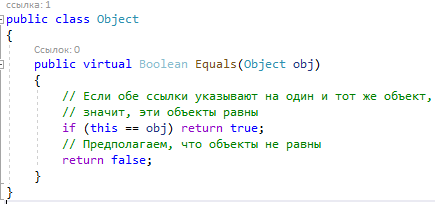 ссылка: 1
public class Object
{
Ссылок: 0
public virtual Boolean Equals(Object obj)
{
// Если обе ссылки указывают на один и тот же объект,
// значит, эти объекты равны
if (this == obj) return true;
// Предполагаем, что объекты не равны
return false;
}
}